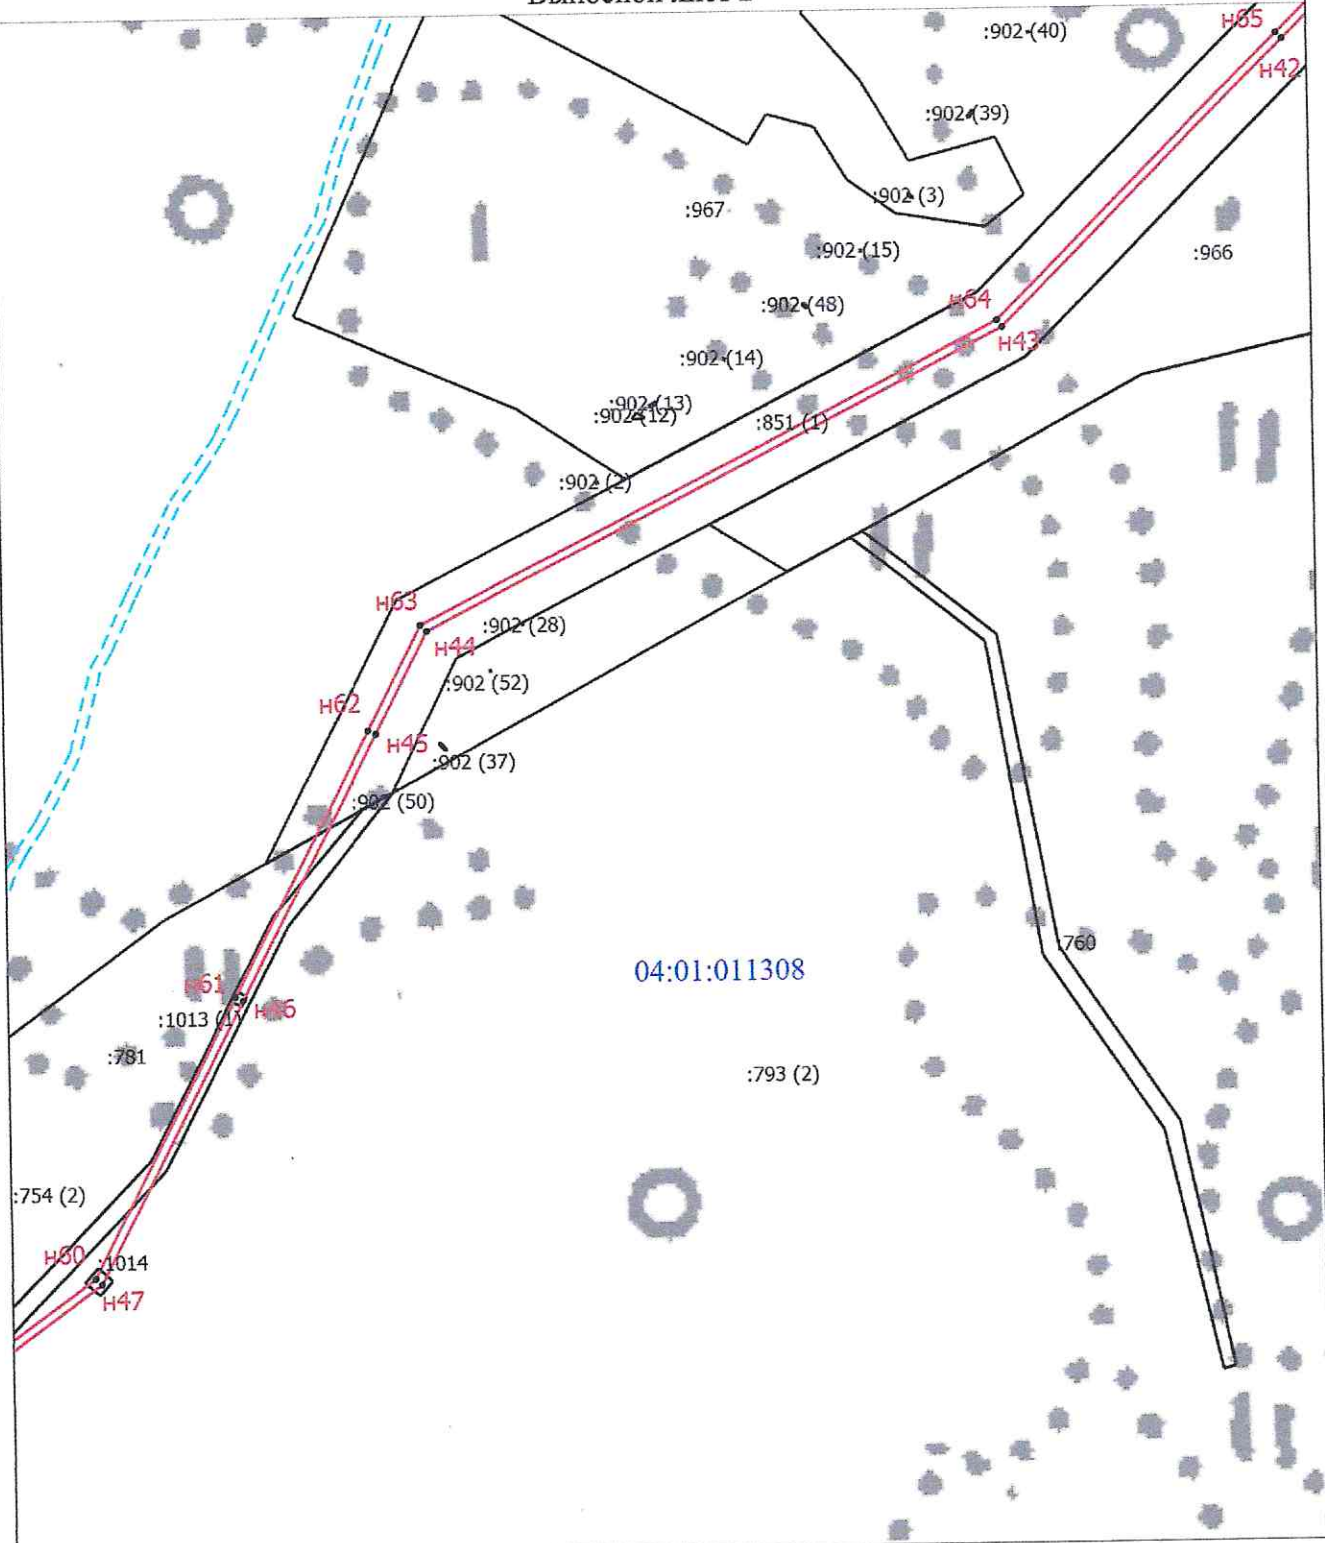 н65
:902 (40)
н42
:902 (39)
:902 (3)
:967
:902 (15)
:966
:902 (48)
н64
н43
:902 (14)
:902 (13)
:902 (12)
:851 (1)
:902 (2)
н63
:902 (28)
н44
:902 (52)
н62
н45
:902 (37)
:902 (50)
:760
04:01:011308
н61
н46
:1013 (1)
:781
:793 (2)
:754 (2)
н60
:1014
н47